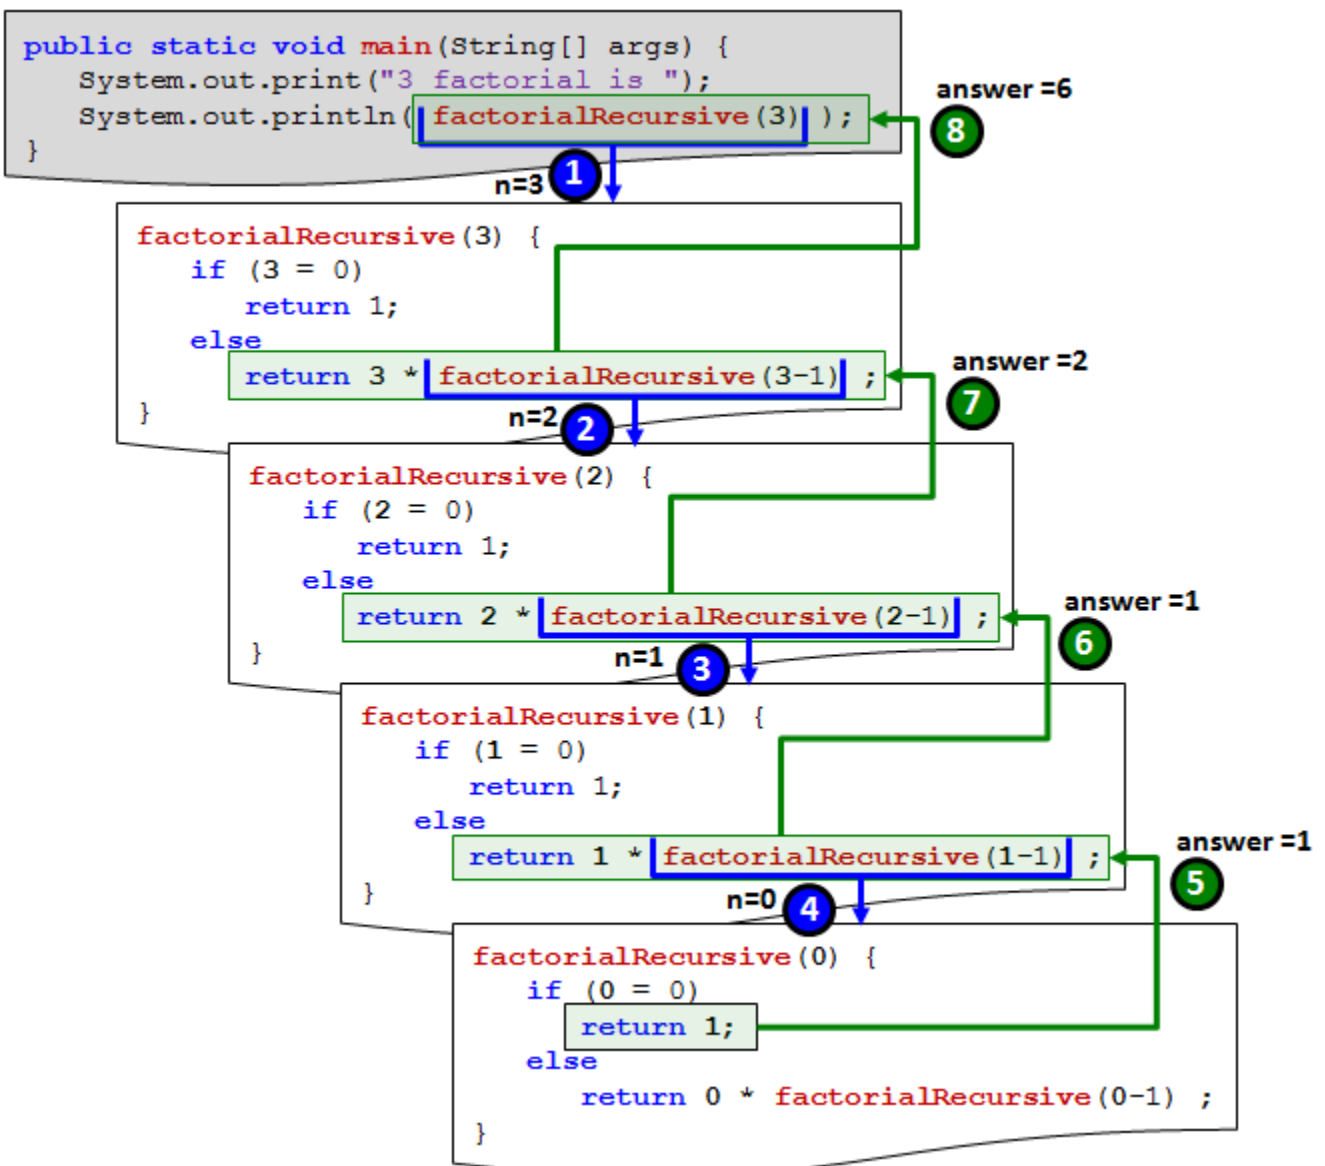 public static void main(String[] args) {
System.out.print("3 factorial is ");
System.out.println( factorialRecursive(3) );
}
answer =6
8
n=3
1
factorialRecursive(3) {
if (3 = 0)
return 1;
else
return 3 * factorialRecursive(3-1) ;
}
answer =2
7
n=2
2
factorialRecursive(2) {
if (2 = 0)
return 1;
else
return 2 * factorialRecursive(2-1) ;
}
answer =1
6
n=1
3
factorialRecursive(1) {
if (1 = 0)
return 1;
else
return 1 * factorialRecursive(1-1) ;
}
answer =1
5
n=0
4
factorialRecursive(0) {
if (0 = 0)
return 1;
else
return 0 * factorialRecursive(0-1) ;
}